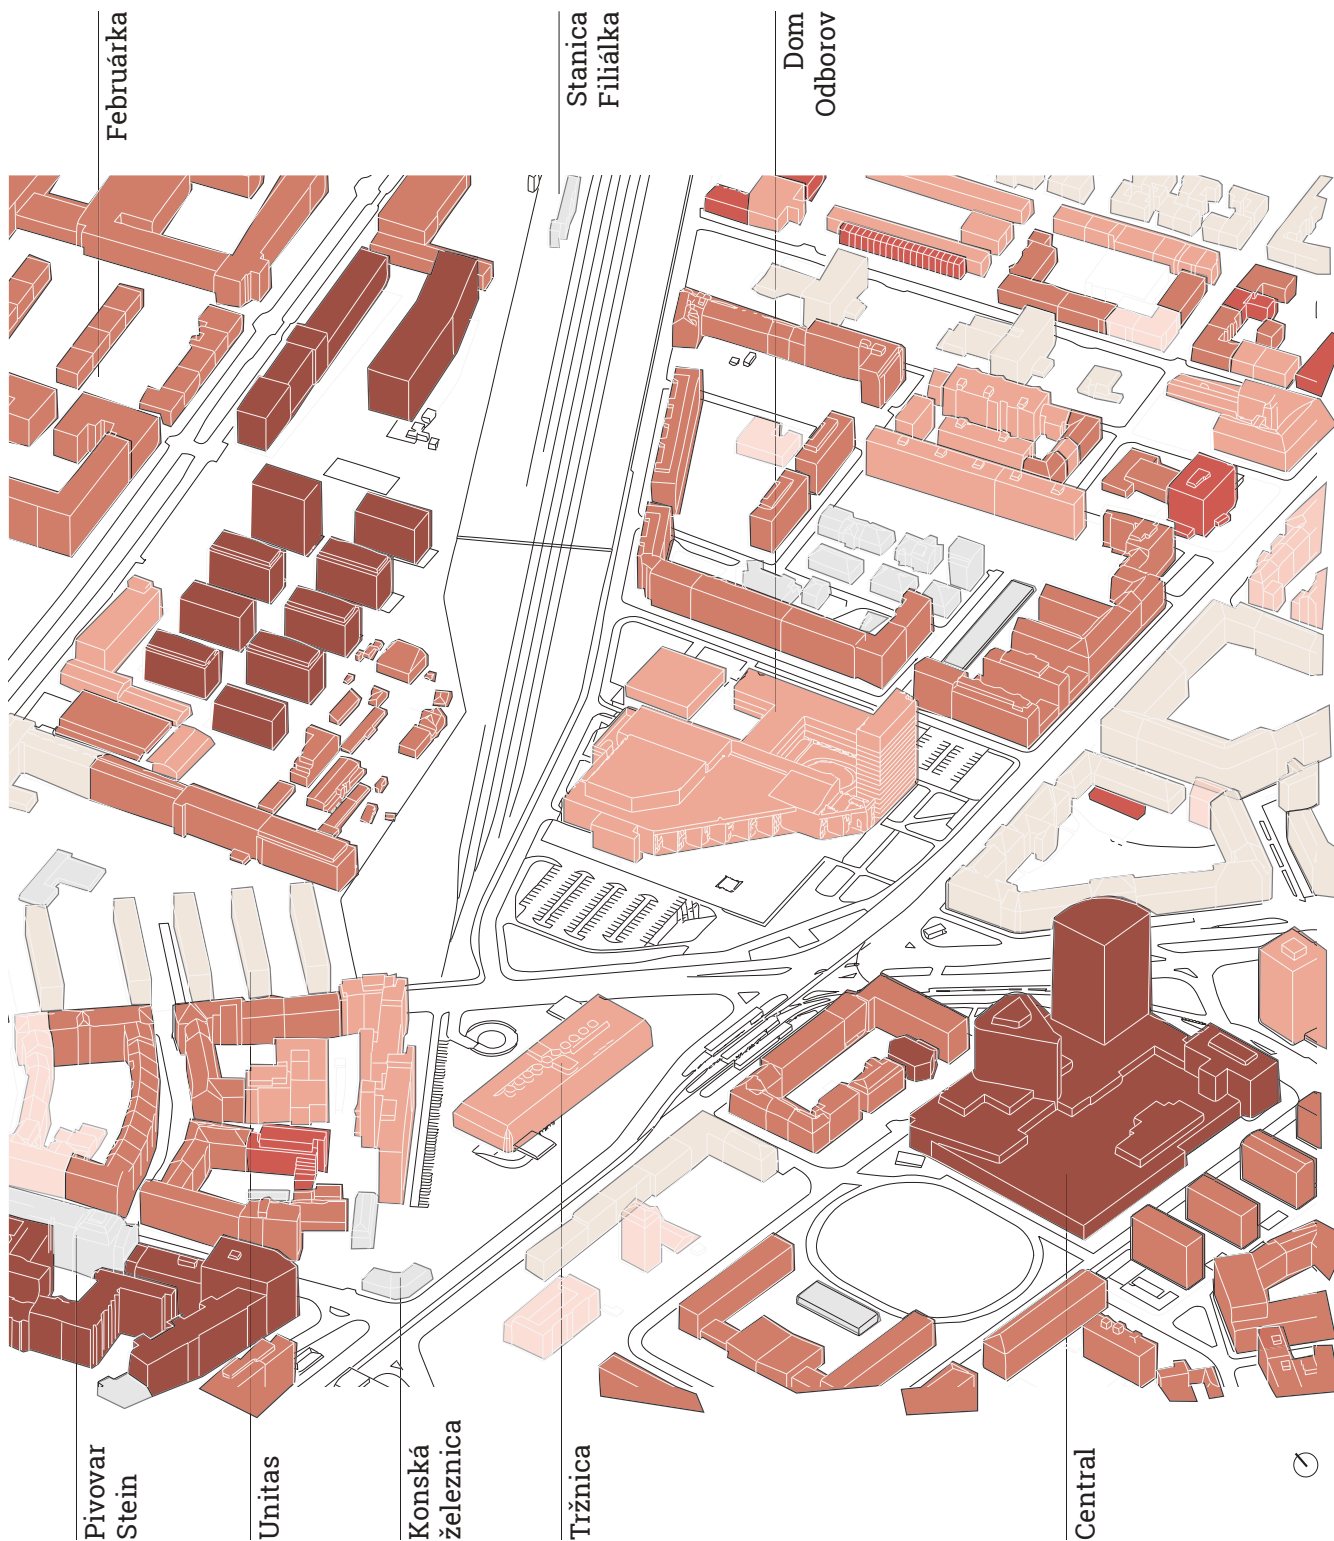 Februárka
Stanica
Filiálka
Dom
Odborov
Pivovar
Stein
Unitas
Konská
železnica
Tržnica
Central